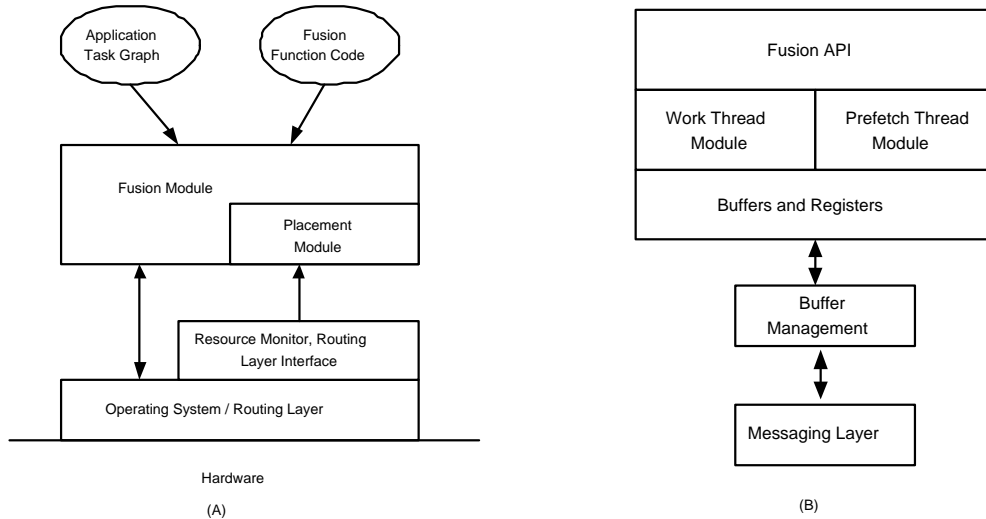 Application
Task Graph
Fusion
Function Code
Fusion Module
Placement
Module
Resource Monitor, Routing
Layer Interface
Operating System / Routing Layer
Hardware
(A)
Fusion API
Work Thread
Module
Prefetch Thread
Module
Buffers and Registers
Buffer
Management
Messaging Layer
(B)